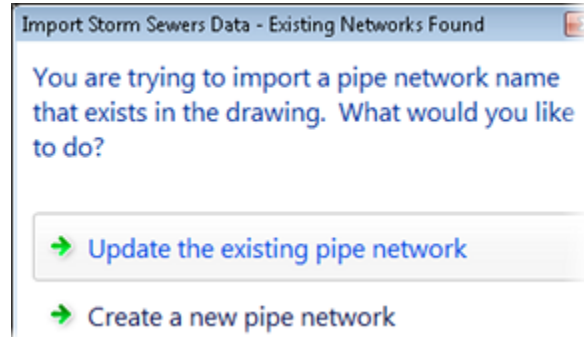 Import Storm Sewers Data - Existing Networks Found
You are trying to import a pipe network name
that exists in the drawing. What would you like
to do?
Update the existing pipe network
Create a new pipe network